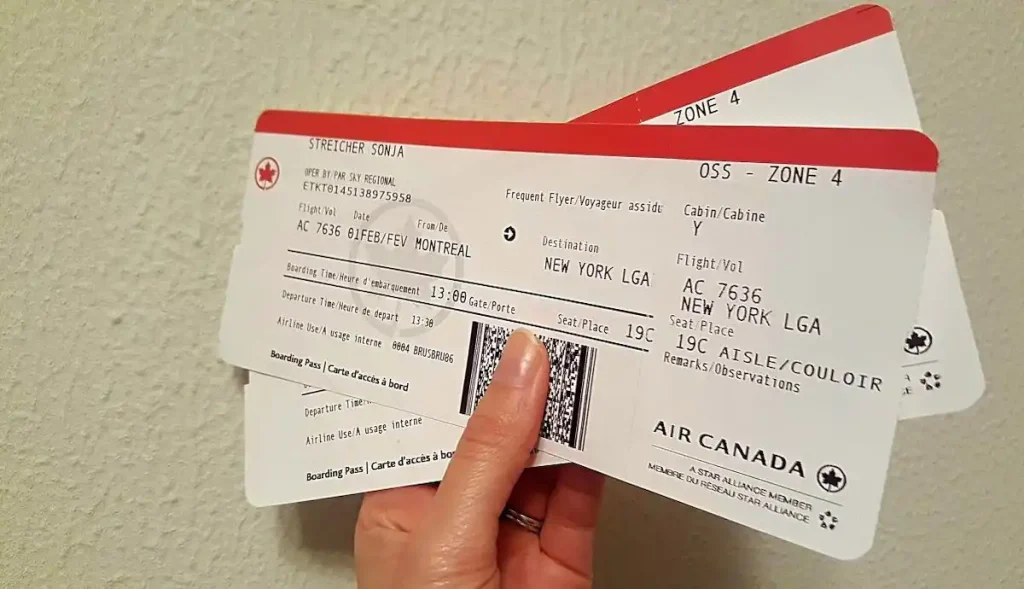 ZONE 4
STREICHER SONJA
OSS - ZONE 4
OPER BY/PAR SKY REGIONAL
ETKT0145138975958
Frequent Flyer/Voyageur assidu
Cabin/Cabine
Y
Flight/Vol Date From/De
AC 7636 01FEB/FEV MONTREAL
Destination
NEW YORK LGA
Flight/Vol
AC 7636
NEW YORK LGA
Boarding Time/Heure d'embarquement 13:00 Gate/Porte Seat/Place 19C
Seat/Place
19C AISLE/COULOIR
Remarks/Observations
Departure Time/Heure de depart 13:30
Airline Use/A usage interne 0004 BRUSBRU06
Boarding Pass | Carte d'accès à bord
AIR CANADA
A STAR ALLIANCE MEMBER
MEMBRE DU RÉSEAU STAR ALLIANCE
Departure Time
Airline Use/A usage interne
Boarding Pass | Carte d'accès à bo